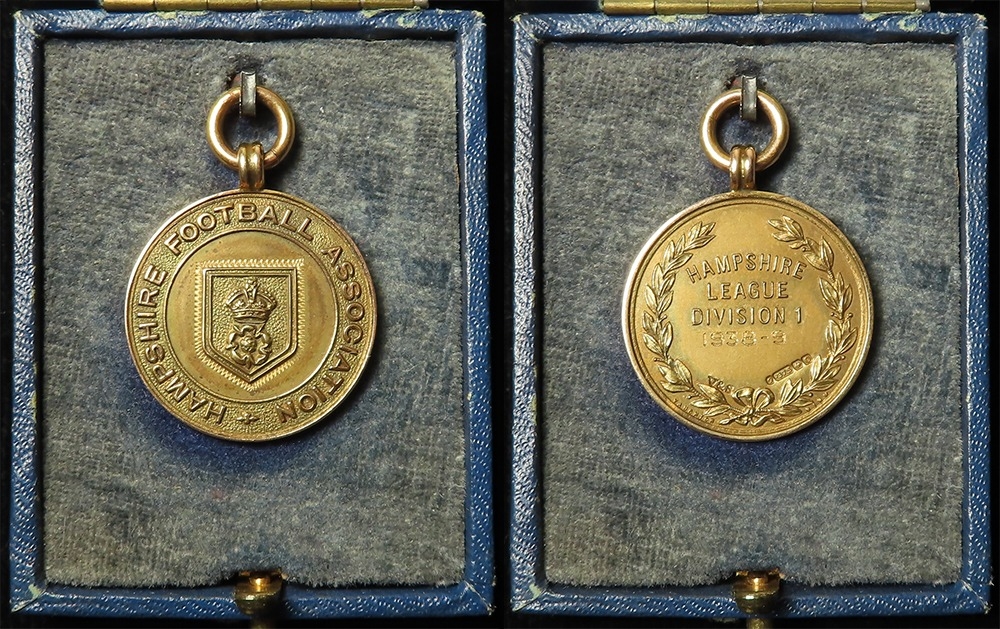 HAMPSHIRE FOOTBALL ASSOCIATION
HAMPSHIRE
LEAGUE
DIVISION 1
1938-9